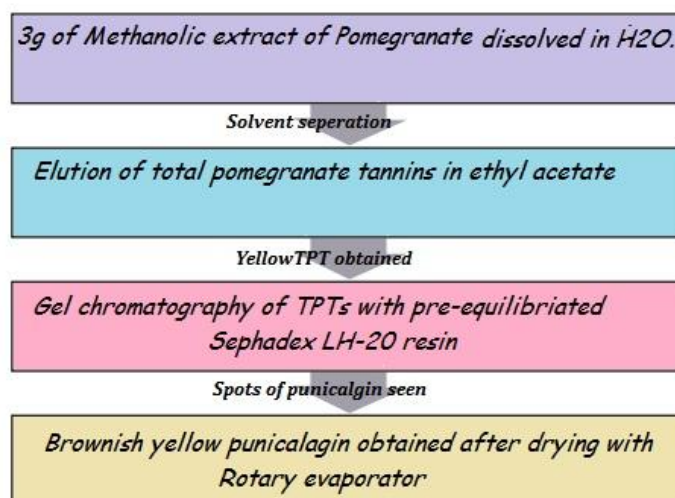 3g of Methanolic extract of Pomegranate dissolved in H2O.
Solvent seperation
Elution of total pomegranate tannins in ethyl acetate
YellowTPT obtained
Gel chromatography of TPTs with pre-equilibriated
Sephadex LH-20 resin
Spots of punicalgin seen
Brownish yellow punicalagin obtained after drying with
Rotary evaporator